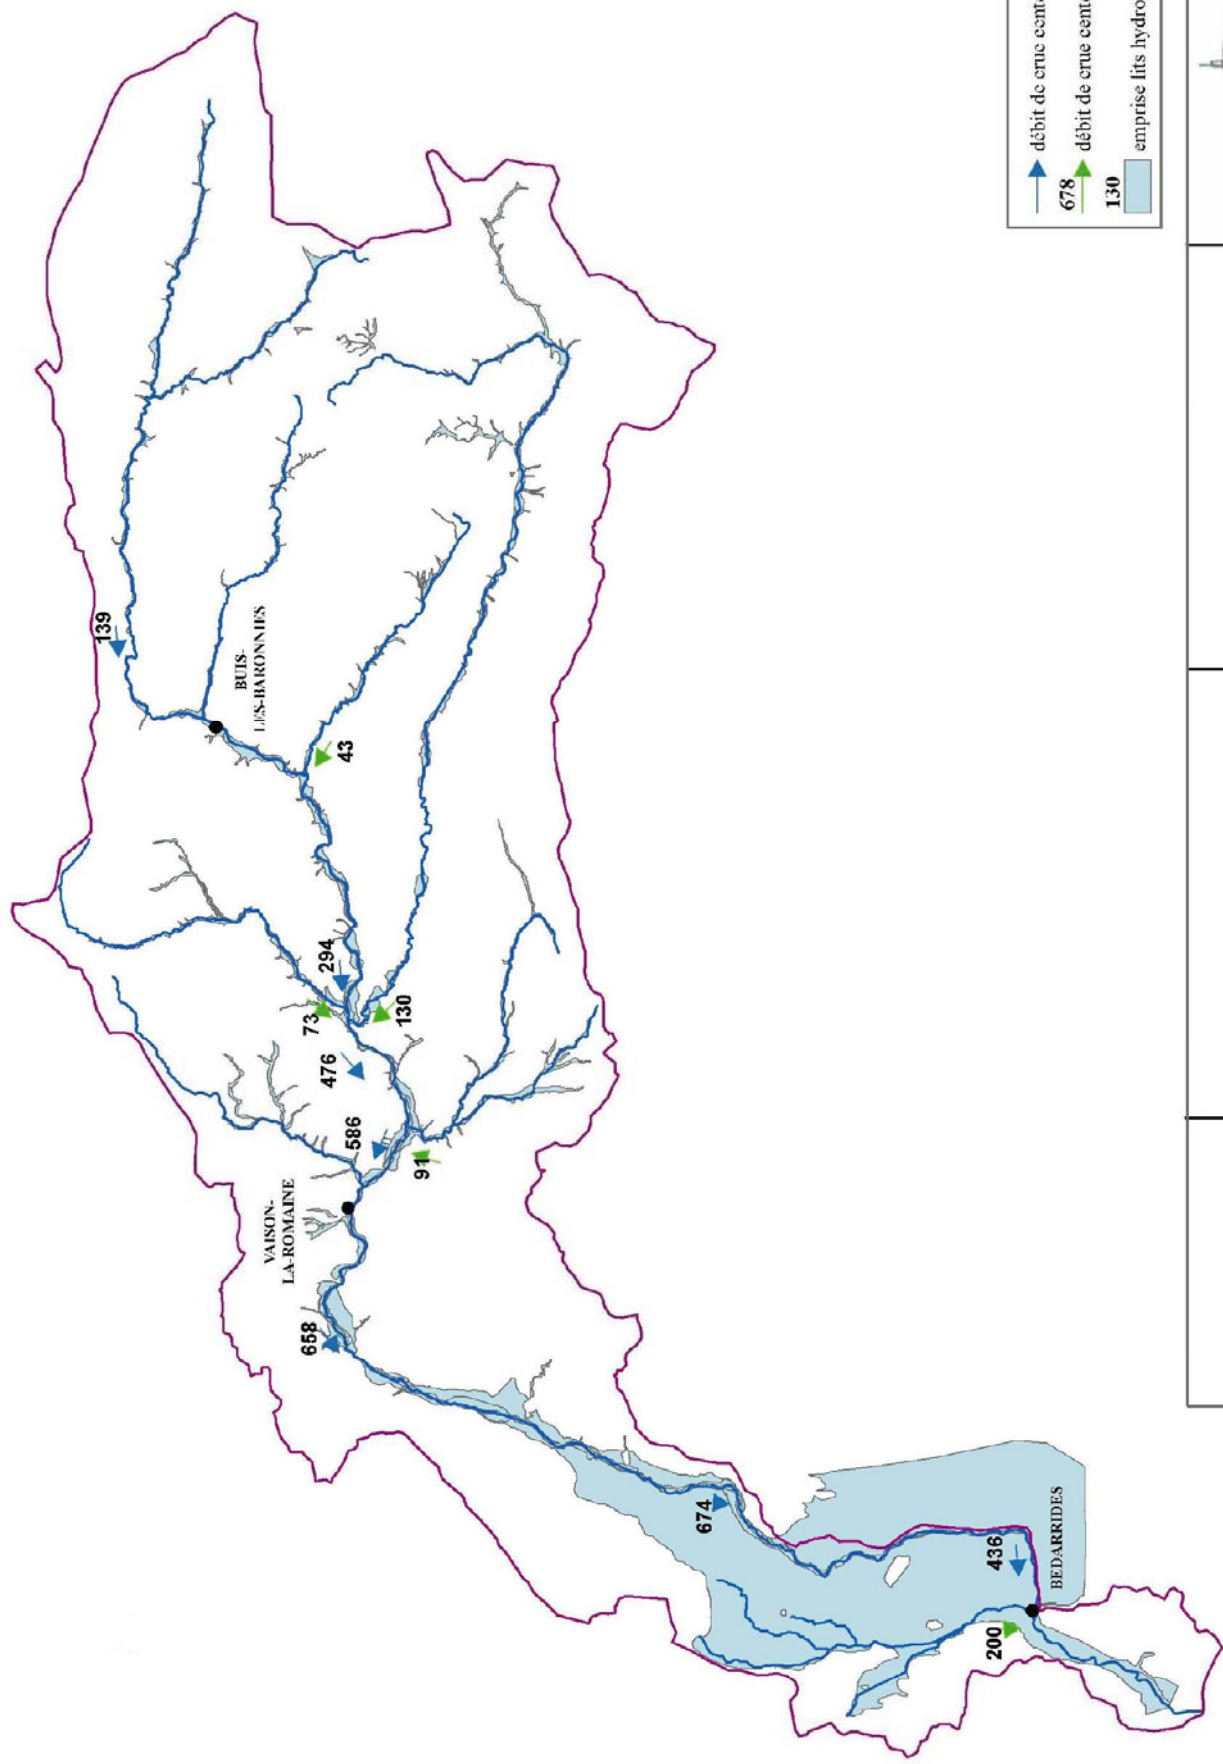 139
BUIS-
LES-BARONNIES
43
294
73
130
476
586
91
VAISON-
LA-ROMAINE
658
674
436
BEDARRIDES
200
débit de crue cent
678
débit de crue cent
130
emprise lits hydro